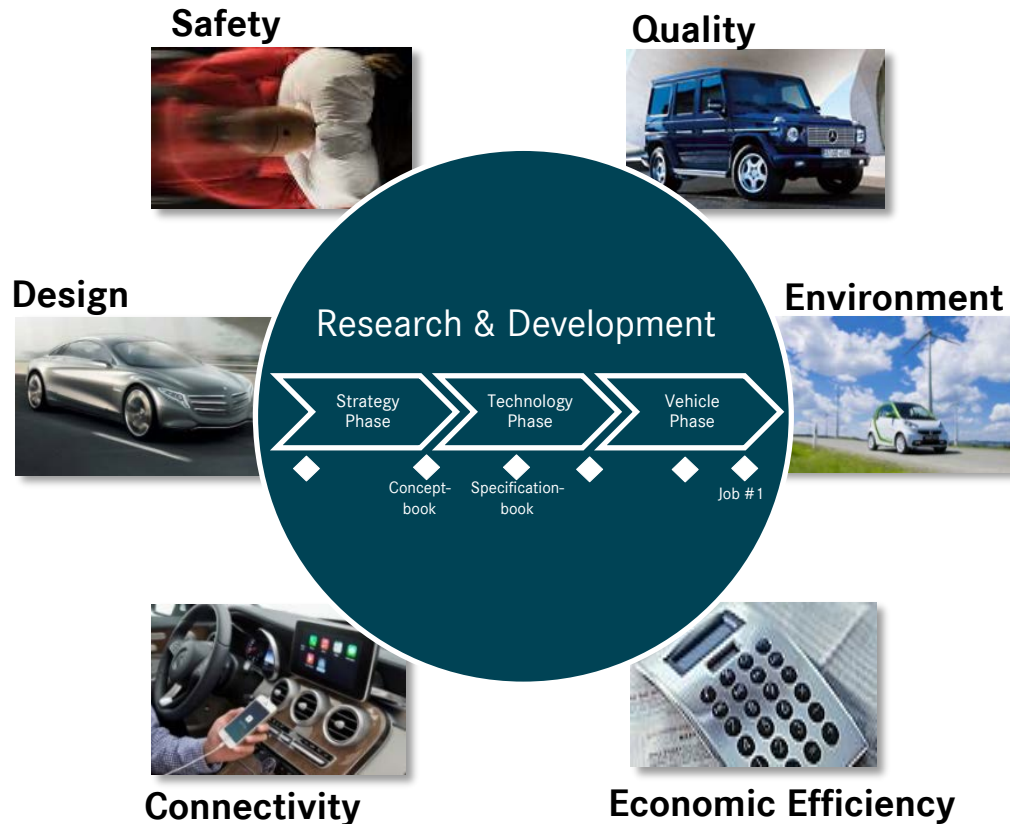 Safety
Quality
Design
Environment
Research & Development
Strategy
Phase
Technology
Phase
Vehicle
Phase
Concept-
book
Specification-
book
Job #1
Connectivity
Economic Efficiency